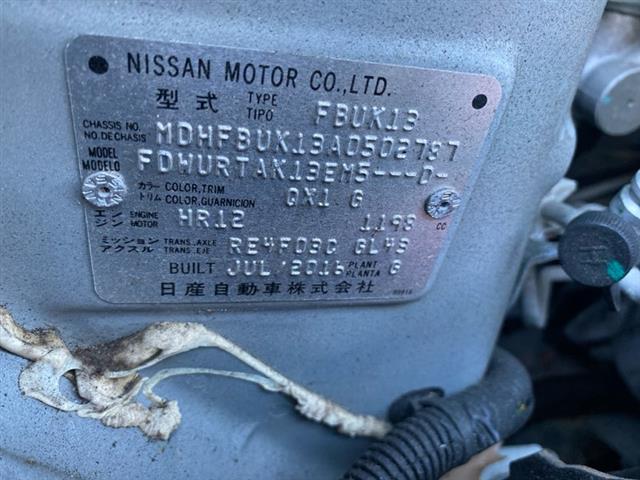 NISSAN MOTOR CO.,LTD.
型式 TYPE TIPO FBUK13
CHASSIS NO. NO. DE CHASIS MDHFBUK13A0502787
MODEL MODELO FDWURTAK13EM5---D-
カラー COLOR,TRIM トリム COLOR,GUARNICION QX1 G
エンジン ENGINE MOTOR HR12 1198 CC
ミッション アクスル TRANS.,AXLE TRANS.,EJE RE4F03C GL48
BUILT JUL' PLANT PLANTA G
日産自動車株式会社